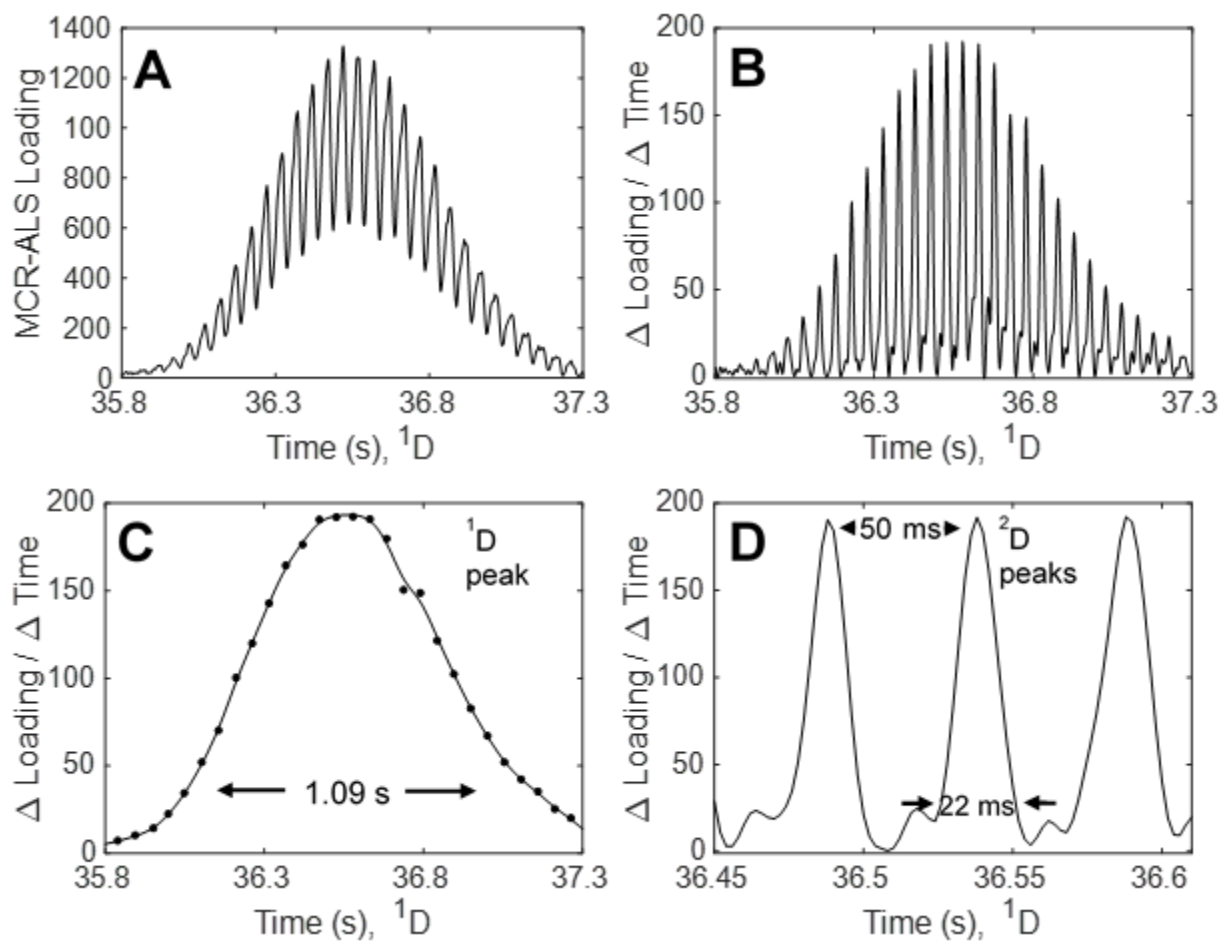 A
1400
1200
100
800
600
400
200
0
MCR-ALS Loading
35.8 36.3 36.8 37.3
Time (s), ¹D
B
200
150
100
50
0
Δ Loading / Δ Time
35.8 36.3 36.8 37.3
Time (s), ¹D
C
200
150
100
50
0
Δ Loading / Δ Time
¹D
peak
1.09 s
35.8 36.3 36.8 37.3
Time (s), ¹D
D
200
150
100
50
0
Δ Loading / Δ Time
50 ms
²D
peaks
22 ms
36.45 36.5 36.55 36.6
Time (s), ¹D